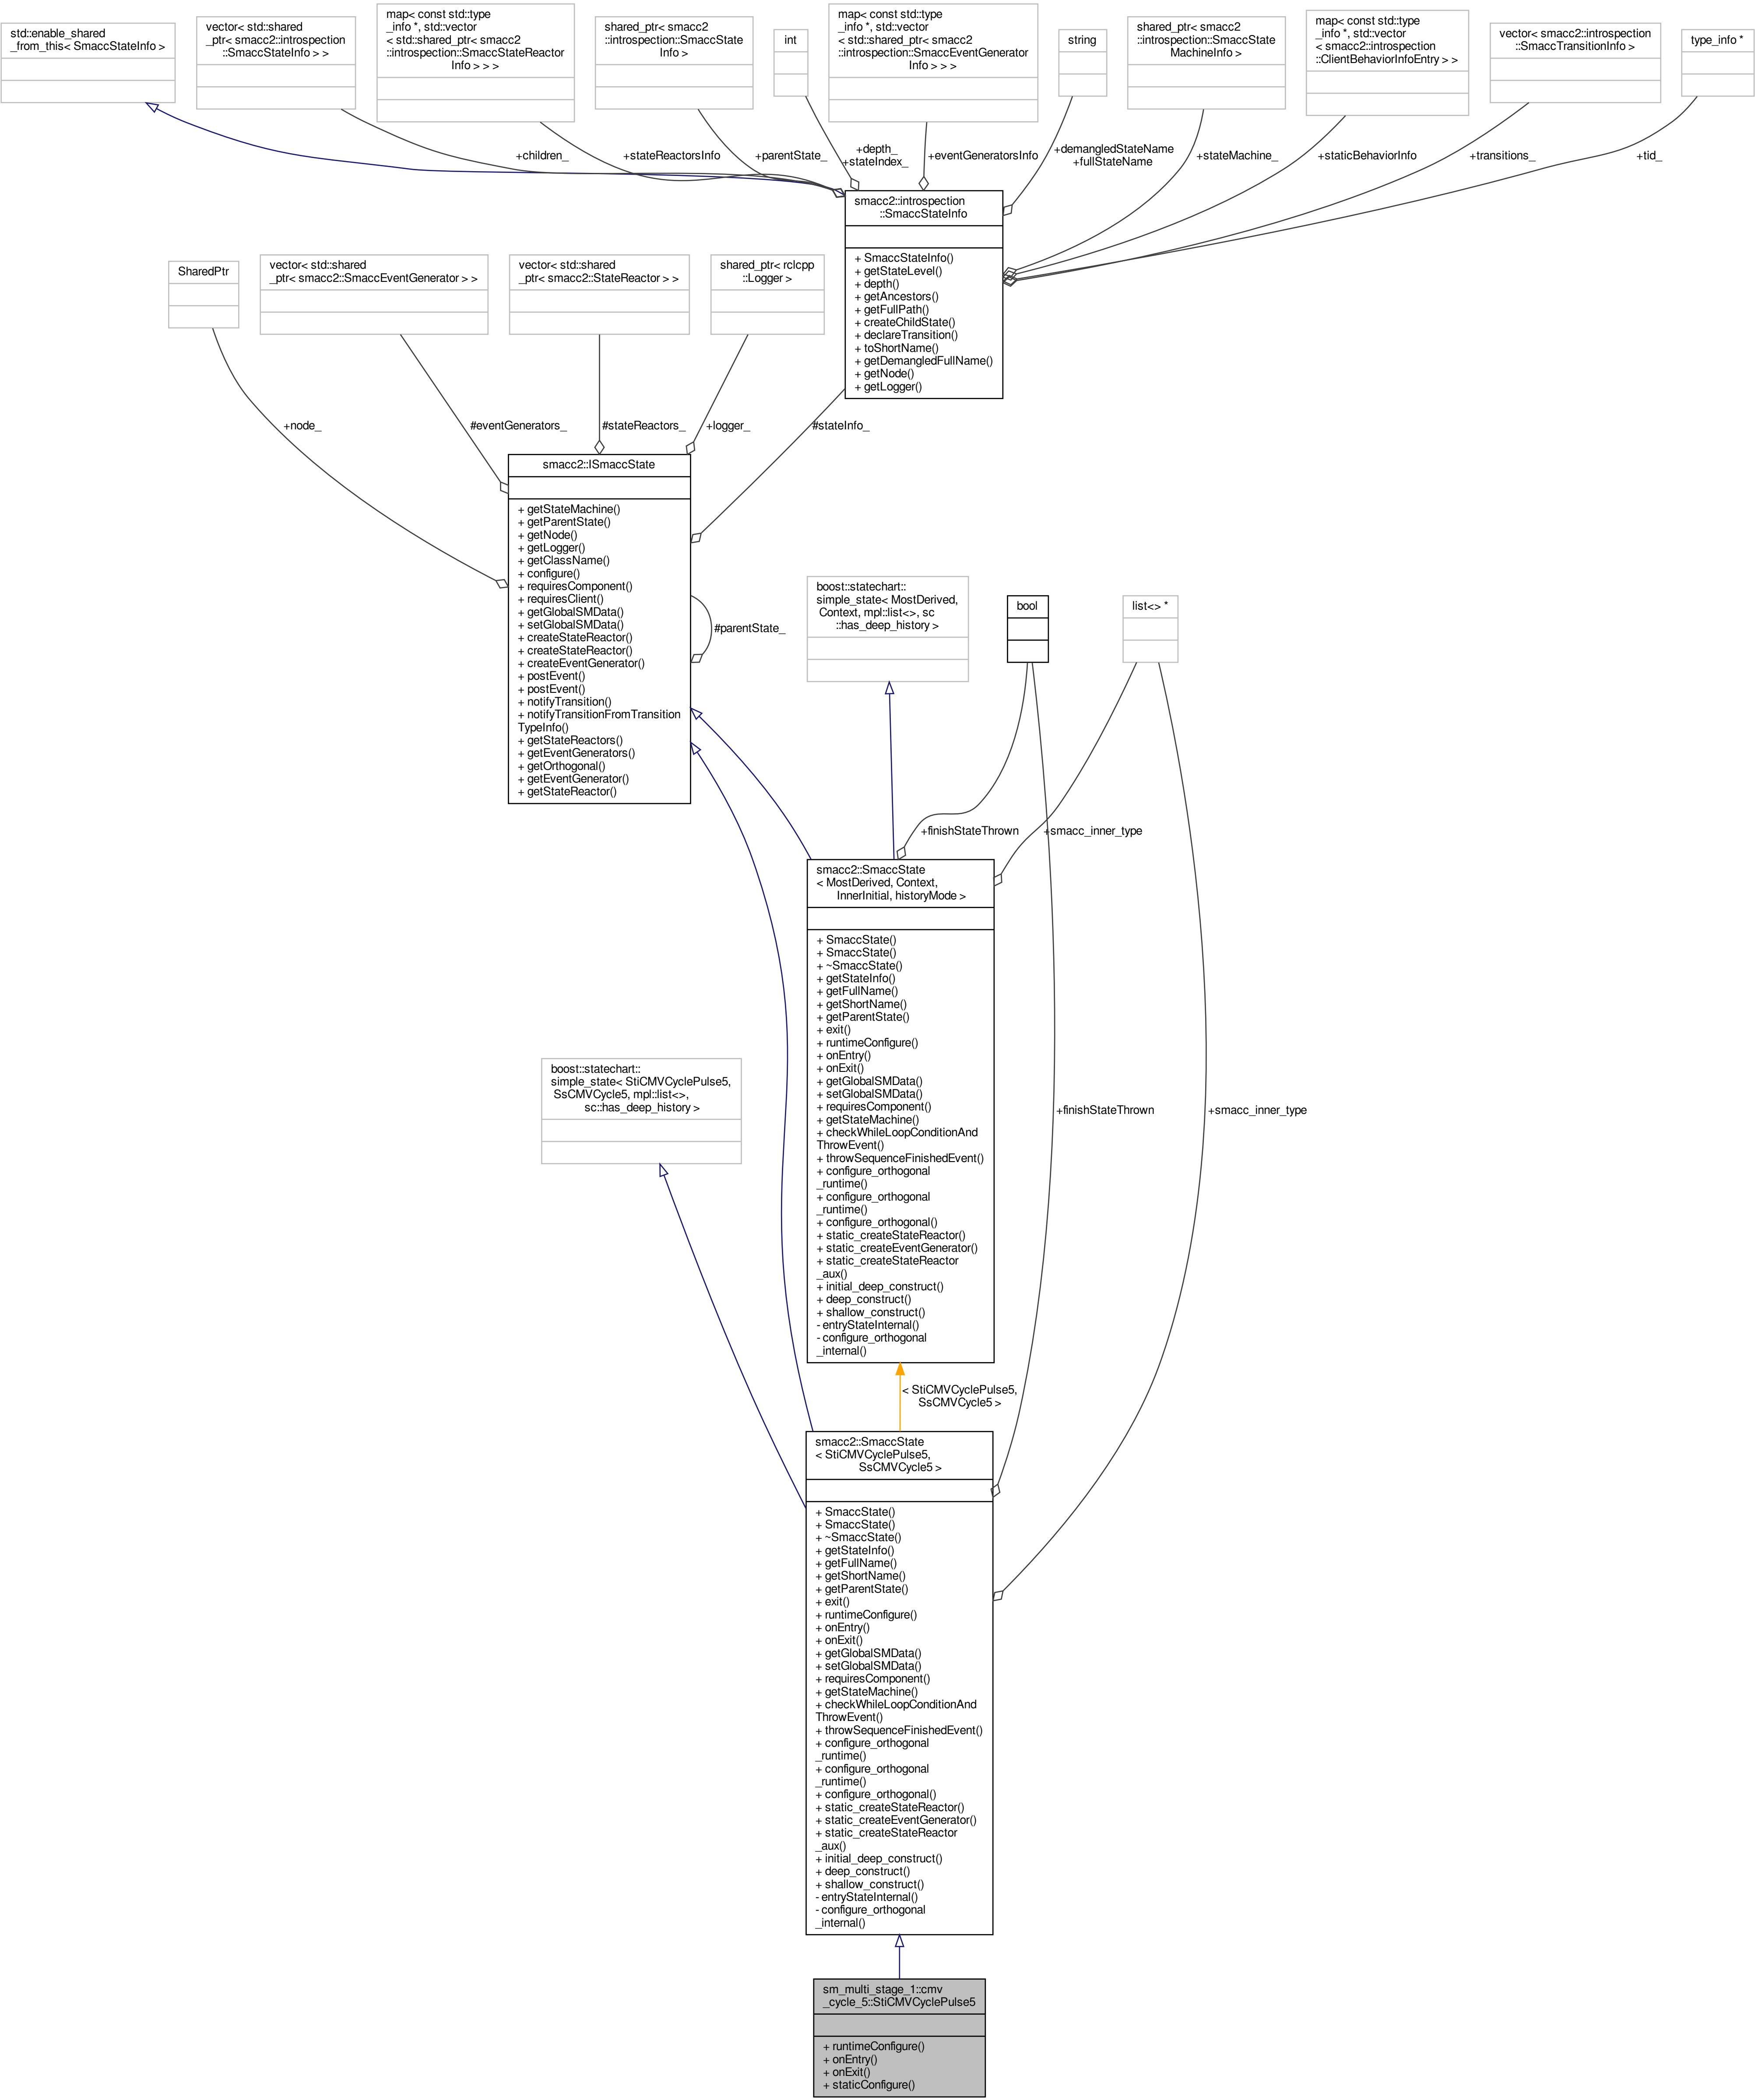 std::enable_shared
_from_this< SmaccStateInfo >
vector< std::shared
_ptr< smacc2::introspection
::SmaccStateInfo > >
map< const std::type
_info *, std::vector
< std::shared_ptr< smacc2
::introspection::SmaccStateReactor
Info > > >
shared_ptr< smacc2
::introspection::SmaccState
Info >
int
map< const std::type
_info *, std::vector
< std::shared_ptr< smacc2
::introspection::SmaccEventGenerator
Info > > >
string
shared_ptr< smacc2
::introspection::SmaccState
MachineInfo >
map< const std::type
_info *, std::vector
< smacc2::introspection
::ClientBehaviorInfoEntry > >
vector< smacc2::introspection
::SmaccTransitionInfo >
type_info *
+children_
+stateReactorsInfo
+parentState_
+depth_
+stateIndex_
+eventGeneratorsInfo
+demangledStateName
+fullStateName
+stateMachine_
+staticBehaviorInfo
+transitions_
+tid_
smacc2::introspection
::SmaccStateInfo
+ SmaccStateInfo()
+ getStateLevel()
+ depth()
+ getAncestors()
+ getFullPath()
+ createChildState()
+ declareTransition()
+ toShortName()
+ getDemangledFullName()
+ getNode()
+ getLogger()
SharedPtr
vector< std::shared
_ptr< smacc2::SmaccEventGenerator > >
vector< std::shared
_ptr< smacc2::StateReactor > >
shared_ptr< rclcpp
::Logger >
+node_
#eventGenerators_
#stateReactors_
+logger_
#stateInfo_
smacc2::ISmaccState
+ getStateMachine()
+ getParentState()
+ getNode()
+ getLogger()
+ getClassName()
+ configure()
+ requiresComponent()
+ requiresClient()
+ getGlobalSMData()
+ setGlobalSMData()
+ createStateReactor()
+ createStateReactor()
+ createEventGenerator()
+ postEvent()
+ postEvent()
+ notifyTransition()
+ notifyTransitionFromTransition
TypeInfo()
+ getStateReactors()
+ getEventGenerators()
+ getOrthogonal()
+ getEventGenerator()
+ getStateReactor()
#parentState_
boost::statechart::
simple_state< MostDerived,
Context, mpl::list<>, sc
::has_deep_history >
bool
list<> *
+finishStateThrown
+smacc_inner_type
smacc2::SmaccState
< MostDerived, Context,
InnerInitial, historyMode >
+ SmaccState()
+ SmaccState()
+ ~SmaccState()
+ getStateInfo()
+ getFullName()
+ getShortName()
+ getParentState()
+ exit()
+ runtimeConfigure()
+ onEntry()
+ onExit()
+ getGlobalSMData()
+ setGlobalSMData()
+ requiresComponent()
+ getStateMachine()
+ checkWhileLoopConditionAnd
ThrowEvent()
+ throwSequenceFinishedEvent()
+ configure_orthogonal
_runtime()
+ configure_orthogonal
_runtime()
+ configure_orthogonal()
+ static_createStateReactor()
+ static_createEventGenerator()
+ static_createStateReactor
_aux()
+ initial_deep_construct()
+ deep_construct()
+ shallow_construct()
- entryStateInternal()
- configure_orthogonal
_internal()
boost::statechart::
simple_state< StiCMVCyclePulse5,
SsCMVCycle5, mpl::list<>,
sc::has_deep_history >
+finishStateThrown
+smacc_inner_type
< StiCMVCyclePulse5,
SsCMVCycle5 >
smacc2::SmaccState
< StiCMVCyclePulse5,
SsCMVCycle5 >
+ SmaccState()
+ SmaccState()
+ ~SmaccState()
+ getStateInfo()
+ getFullName()
+ getShortName()
+ getParentState()
+ exit()
+ runtimeConfigure()
+ onEntry()
+ onExit()
+ getGlobalSMData()
+ setGlobalSMData()
+ requiresComponent()
+ getStateMachine()
+ checkWhileLoopConditionAnd
ThrowEvent()
+ throwSequenceFinishedEvent()
+ configure_orthogonal
_runtime()
+ configure_orthogonal
_runtime()
+ configure_orthogonal()
+ static_createStateReactor()
+ static_createEventGenerator()
+ static_createStateReactor
_aux()
+ initial_deep_construct()
+ deep_construct()
+ shallow_construct()
- entryStateInternal()
- configure_orthogonal
_internal()
sm_multi_stage_1::cmv
_cycle_5::StiCMVCyclePulse5
+ runtimeConfigure()
+ onEntry()
+ onExit()
+ staticConfigure()